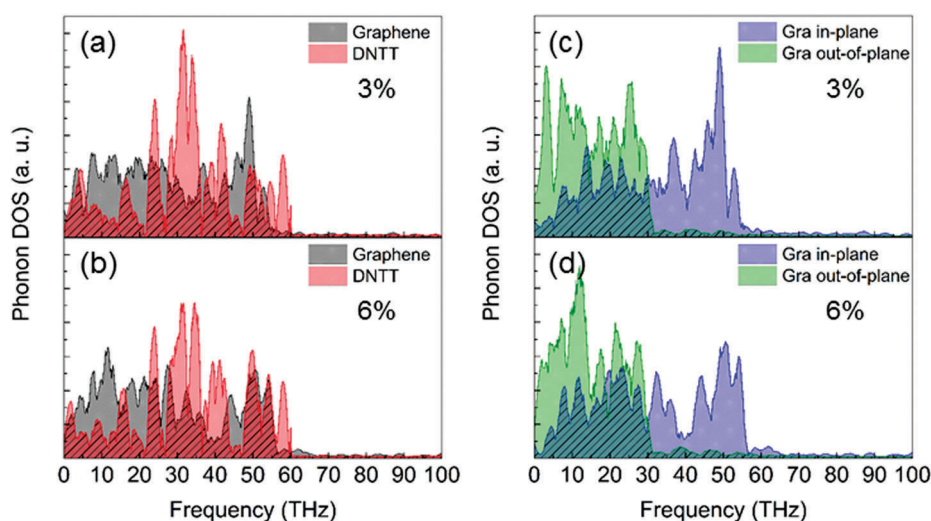 (a)
Graphene
DNTT
3%
(c)
Gra in-plane
Gra out-of-plane
3%
(b)
Graphene
DNTT
6%
(d)
Gra in-plane
Gra out-of-plane
6%
Phonon DOS (a. u.)
Phonon DOS (a. u.)
0 10 20 30 40 50 60 70 80 90 100
0 10 20 30 40 50 60 70 80 90 100
Frequency (THz)
Frequency (THz)